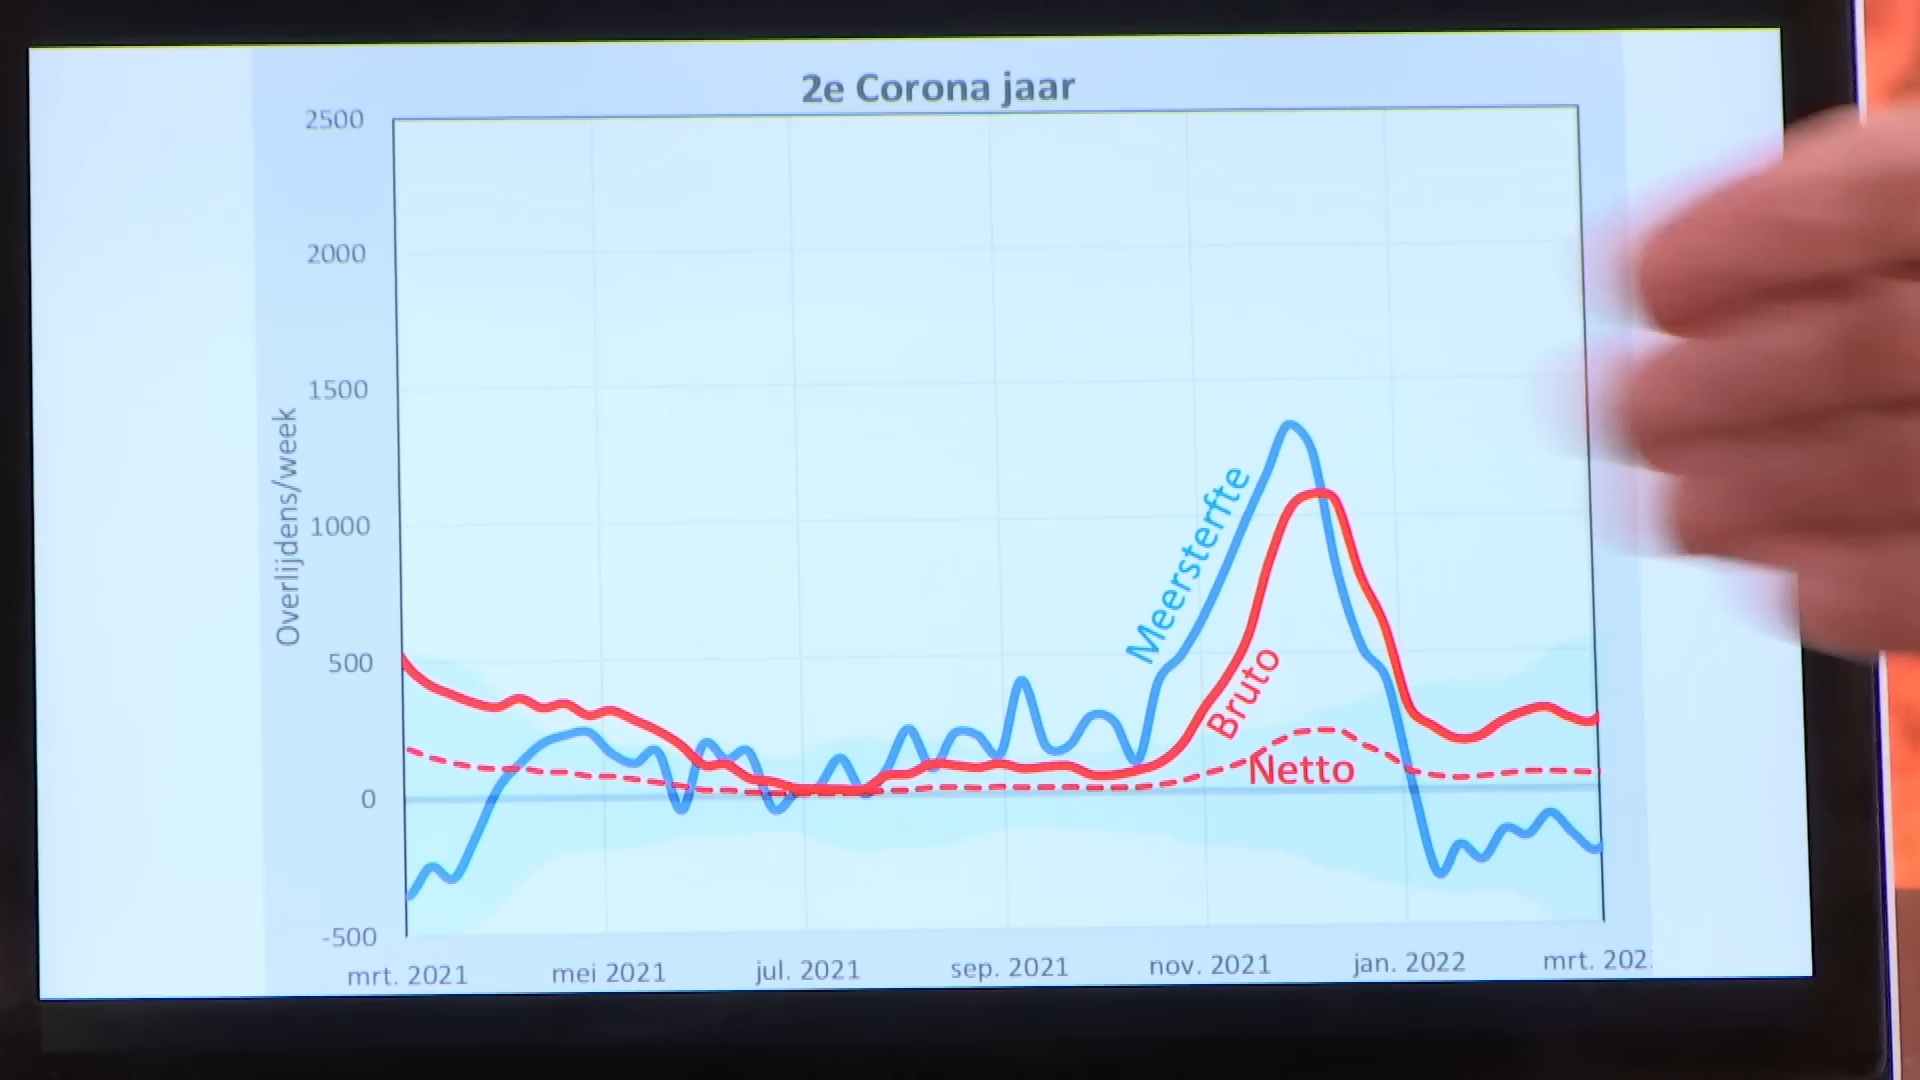 2e Corona jaar
2500
2000
1500
1000
500
0
-500
Overlijdens/week
Meersterfte
Bruto
Netto
mrt. 2021
mei 2021
jul. 2021
sep. 2021
nov. 2021
jan. 2022
mrt. 202